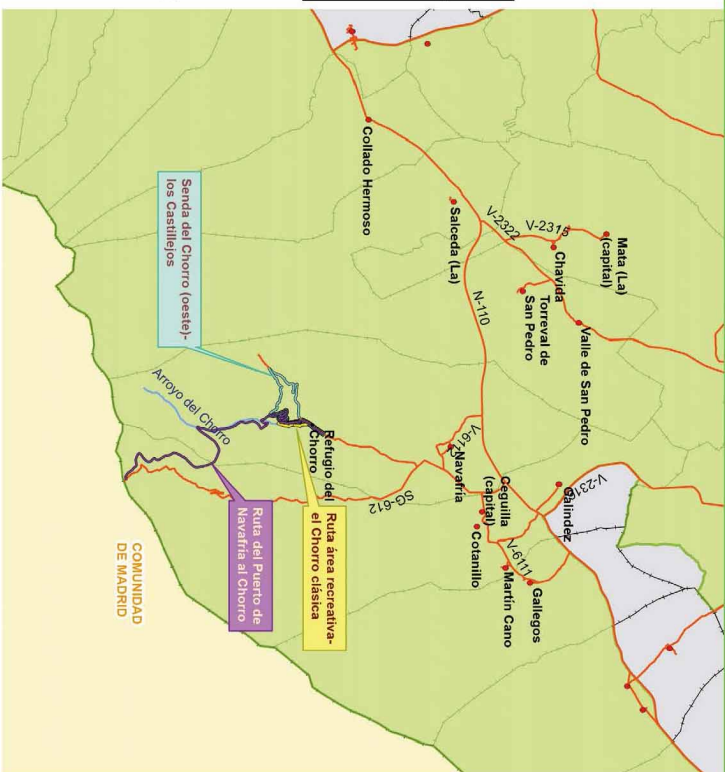 Collado Hermoso
Salceda (La)
Mata (La)
(capital)
V-2315
V-2322
Chavida
Torreval de
San Pedro
Valle de San Pedro
N-110
Senda del Chorro (oeste)-
los Castillejos
Arroyo del Chorro
Refugio del
Chorro
V-6112
Navafría
Ceguilla
(capital)
Cotanillo
Galindez
V-2316
V-6111
Gallegos
Martín Cano
SG-612
Ruta área recreativa-
el Chorro clásica
Ruta del Puerto de
Navafría al Chorro
COMUNIDAD
DE MADRID